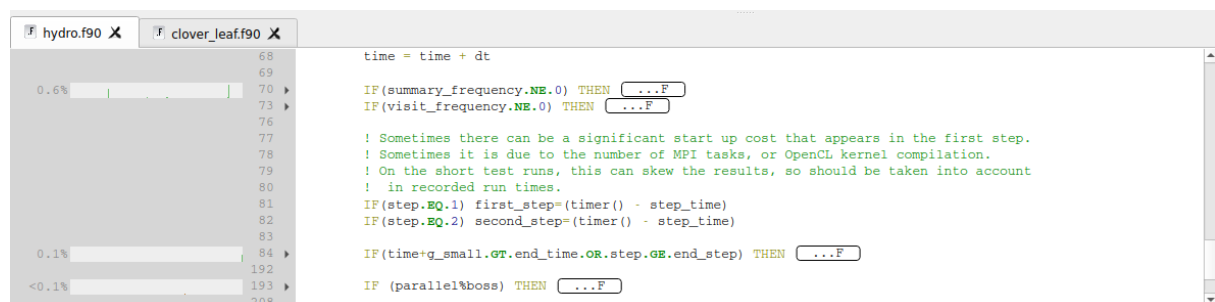 hydro.f90 clover_leaf.f90
68 time = time + dt
69
0.6% 70 IF(summary_frequency.NE.0) THEN ...F
73 IF(visit_frequency.NE.0) THEN ...F
76
77 ! Sometimes there can be a significant start up cost that appears in the first step.
78 ! Sometimes it is due to the number of MPI tasks, or OpenCL kernel compilation.
79 ! On the short test runs, this can skew the results, so should be taken into account
80 !  in recorded run times.
81 IF(step.EQ.1) first_step=(timer() - step_time)
82 IF(step.EQ.2) second_step=(timer() - step_time)
83
0.1% 84 IF(time+g_small.GT.end_time.OR.step.GE.end_step) THEN ...F
192
<0.1% 193 IF (parallel%boss) THEN ...F
208